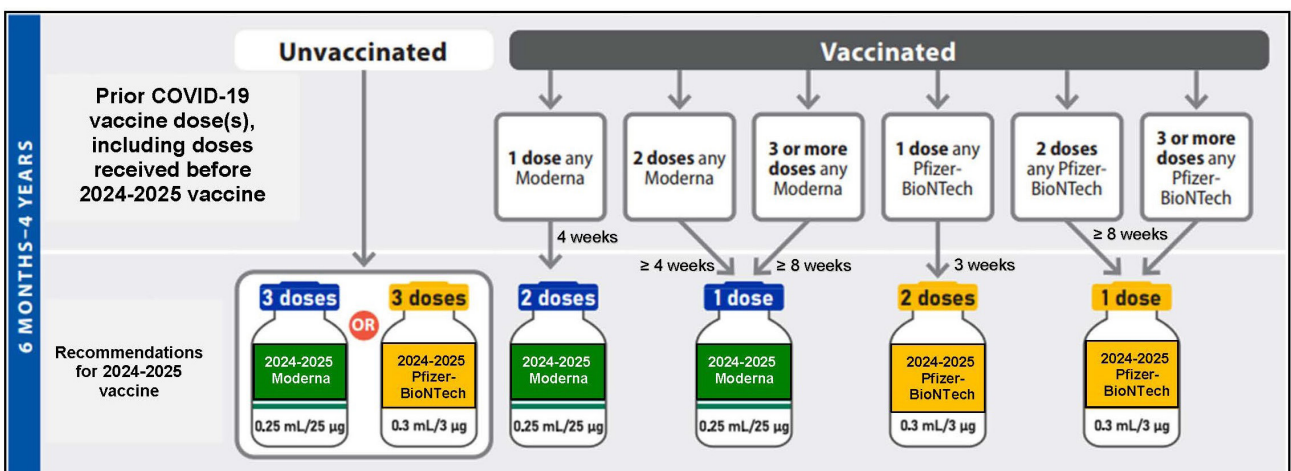 6 MONTHS–4 YEARS
Unvaccinated
Vaccinated
Prior COVID-19
vaccine dose(s),
including doses
received before
2024-2025 vaccine
1 dose any
Moderna
2 doses any
Moderna
3 or more
doses any
Moderna
1 dose any
Pfizer-
BioNTech
2 doses
any Pfizer-
BioNTech
3 or more
doses any
Pfizer-
BioNTech
4 weeks
≥ 4 weeks
≥ 8 weeks
3 weeks
≥ 8 weeks
Recommendations
for 2024-2025
vaccine
3 doses
2024-2025
Moderna
0.25 mL/25 µg
OR
3 doses
2024-2025
Pfizer-
BioNTech
0.3 mL/3 µg
2 doses
2024-2025
Moderna
0.25 mL/25 µg
1 dose
2024-2025
Moderna
0.25 mL/25 µg
2 doses
2024-2025
Pfizer-
BioNTech
0.3 mL/3 µg
1 dose
2024-2025
Pfizer-
BioNTech
0.3 mL/3 µg